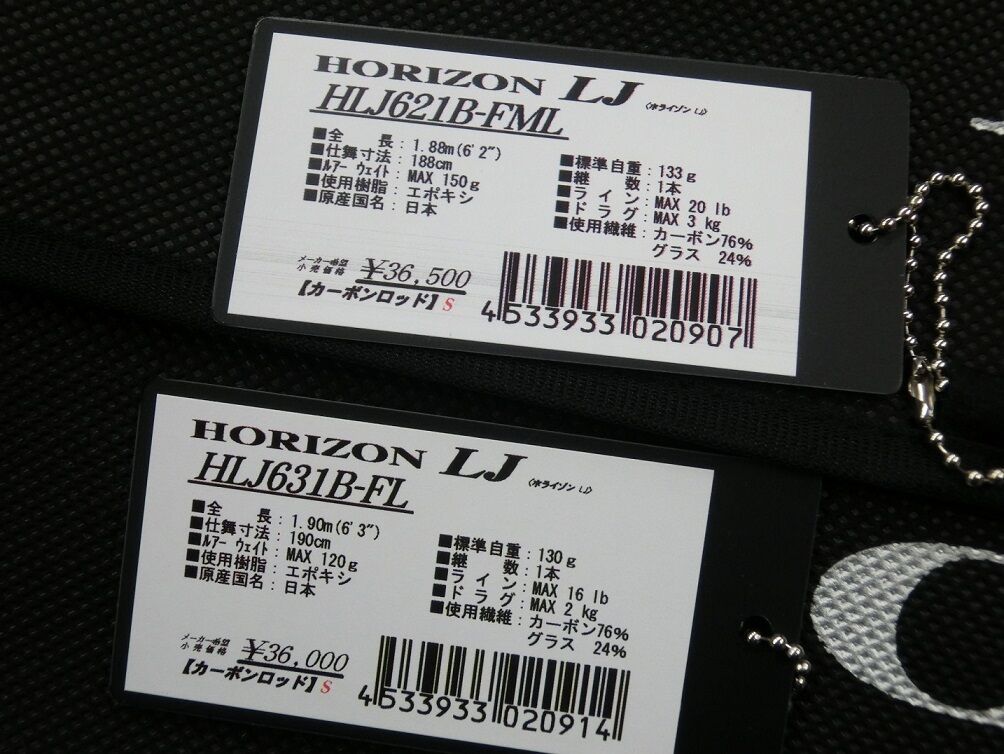 HORIZON LJ 〈ホライゾン LJ〉
HLJ621B-FML
■全　長：1.88m(6'2")
■仕舞寸法：188cm
■ルアーウェイト：MAX 150g
■使用樹脂：エポキシ
■原産国名：日本
■標準自重：133g
■継　数：1本
■ライン：MAX 20 lb
■ドラグ：MAX 3 kg
■使用繊維：カーボン76%
グラス 24%
メーカー希望
小売価格 ¥36,500
【カーボンロッド】S
4 533933 020907
HORIZON LJ 〈ホライゾン LJ〉
HLJ631B-FL
■全　長：1.90m(6'3")
■仕舞寸法：190cm
■ルアーウェイト：MAX 120g
■使用樹脂：エポキシ
■原産国名：日本
■標準自重：130g
■継　数：1本
■ライン：MAX 16 lb
■ドラグ：MAX 2 kg
■使用繊維：カーボン76%
グラス 24%
メーカー希望
小売価格 ¥36,000
【カーボンロッド】S
4 533933 020914